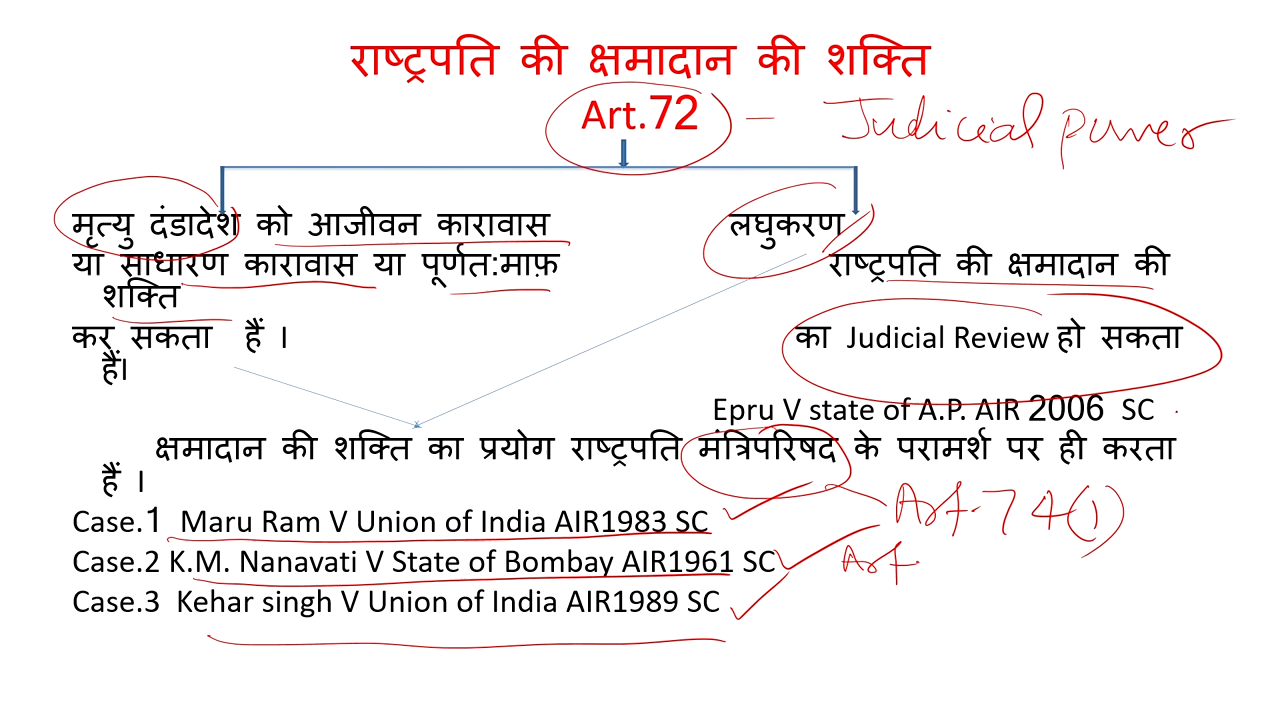 राष्ट्रपति की क्षमादान की शक्ति
Art.72 — Judicial power
मृत्यु दंडादेश को आजीवन कारावास लघुकरण
या साधारण कारावास या पूर्णत:माफ़ राष्ट्रपति की क्षमादान की
शक्ति
कर सकता हैं । का Judicial Review हो सकता
हैं।
Epru V state of A.P. AIR 2006 SC
क्षमादान की शक्ति का प्रयोग राष्ट्रपति मंत्रिपरिषद के परामर्श पर ही करता
हैं ।
Art. 74(1)
Case.1 Maru Ram V Union of India AIR1983 SC
Case.2 K.M. Nanavati V State of Bombay AIR1961 SC
Art.
Case.3 Kehar singh V Union of India AIR1989 SC